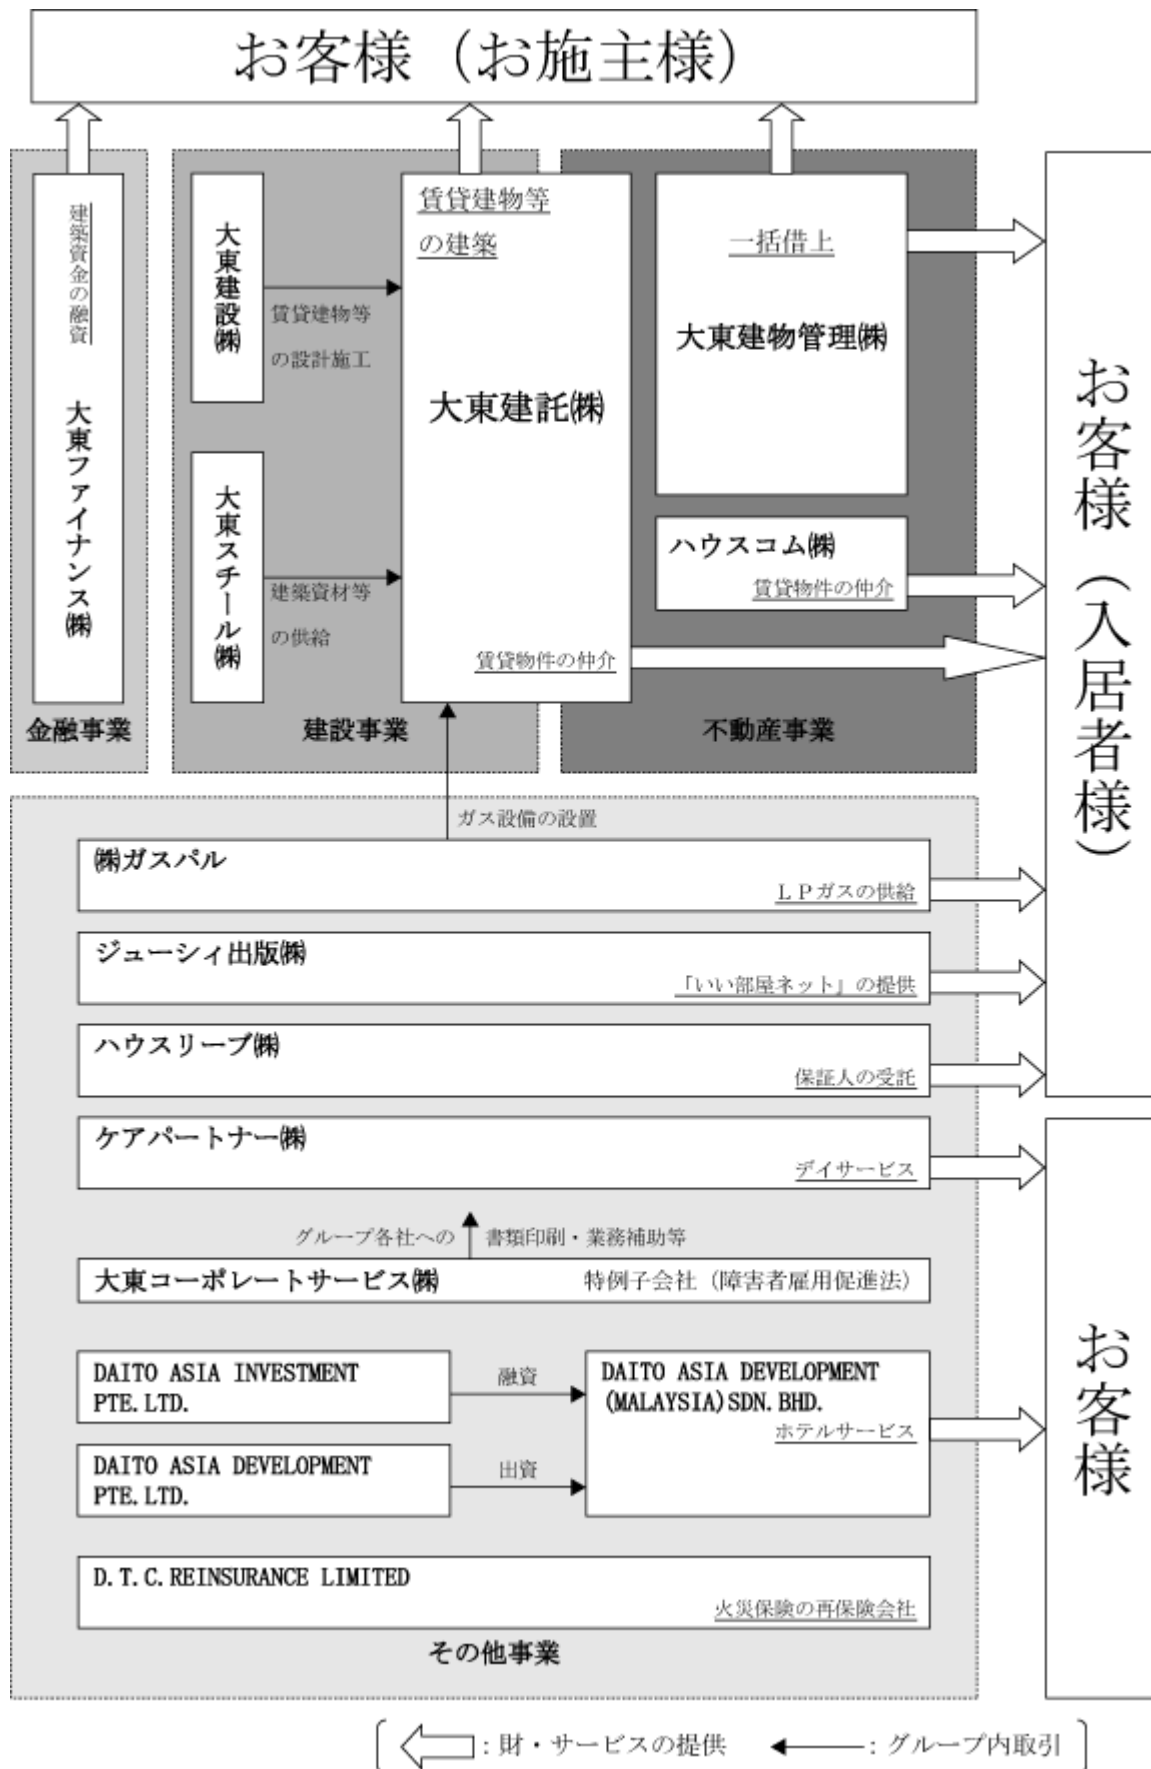 お客様（お施主様）
建築資金の融資
大東ファイナンス㈱
金融事業
大東建設㈱
賃貸建物等
の設計施工
大東スチール㈱
建築資材等
の供給
賃貸建物等
の建築
大東建託㈱
賃貸物件の仲介
建設事業
一括借上
大東建物管理㈱
ハウスコム㈱
賃貸物件の仲介
不動産事業
お客様（入居者様）
ガス設備の設置
㈱ガスパル
ＬＰガスの供給
ジューシィ出版㈱
「いい部屋ネット」の提供
ハウスリーブ㈱
保証人の受託
ケアパートナー㈱
デイサービス
グループ各社への 書類印刷・業務補助等
大東コーポレートサービス㈱ 特例子会社（障害者雇用促進法）
DAITO ASIA INVESTMENT
PTE.LTD.
融資
DAITO ASIA DEVELOPMENT
PTE.LTD.
出資
DAITO ASIA DEVELOPMENT
(MALAYSIA)SDN.BHD.
ホテルサービス
D.T.C.REINSURANCE LIMITED
火災保険の再保険会社
その他事業
お客様
：財・サービスの提供 ：グループ内取引